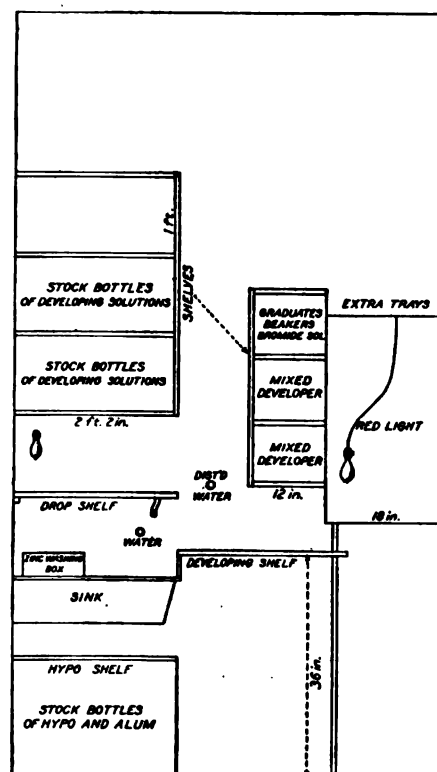 1 ft.
SHELVES
STOCK BOTTLES
OF DEVELOPING SOLUTIONS
STOCK BOTTLES
OF DEVELOPING SOLUTIONS
2 ft. 2 in.
GRADUATES
BEAKERS
BROMIDE SOL
MIXED
DEVELOPER
MIXED
DEVELOPER
12 in.
EXTRA TRAYS
RED LIGHT
18 in.
DIST'D
WATER
DROP SHELF
WATER
ZINC WASHING
BOX
DEVELOPING SHELF
SINK
36 in.
HYPO SHELF
STOCK BOTTLES
OF HYPO AND ALUM